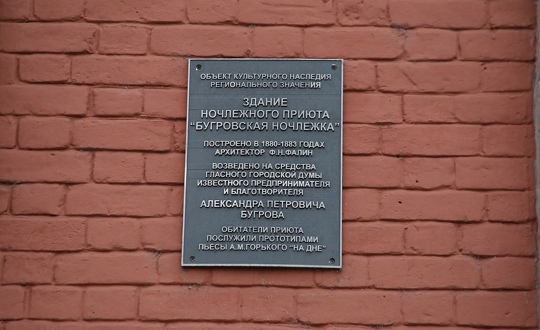 ОБЪЕКТ КУЛЬТУРНОГО НАСЛЕДИЯ
РЕГИОНАЛЬНОГО ЗНАЧЕНИЯ
ЗДАНИЕ
НОЧЛЕЖНОГО ПРИЮТА
"БУГРОВСКАЯ НОЧЛЕЖКА"
ПОСТРОЕНО В 1880-1883 ГОДАХ
АРХИТЕКТОР Ф.Н.ФАЛИН
ВОЗВЕДЕНО НА СРЕДСТВА
ГЛАСНОГО ГОРОДСКОЙ ДУМЫ
ИЗВЕСТНОГО ПРЕДПРИНИМАТЕЛЯ
И БЛАГОТВОРИТЕЛЯ
АЛЕКСАНДРА ПЕТРОВИЧА
БУГРОВА
ОБИТАТЕЛИ ПРИЮТА
ПОСЛУЖИЛИ ПРОТОТИПАМИ
ПЬЕСЫ А.М.ГОРЬКОГО "НА ДНЕ"